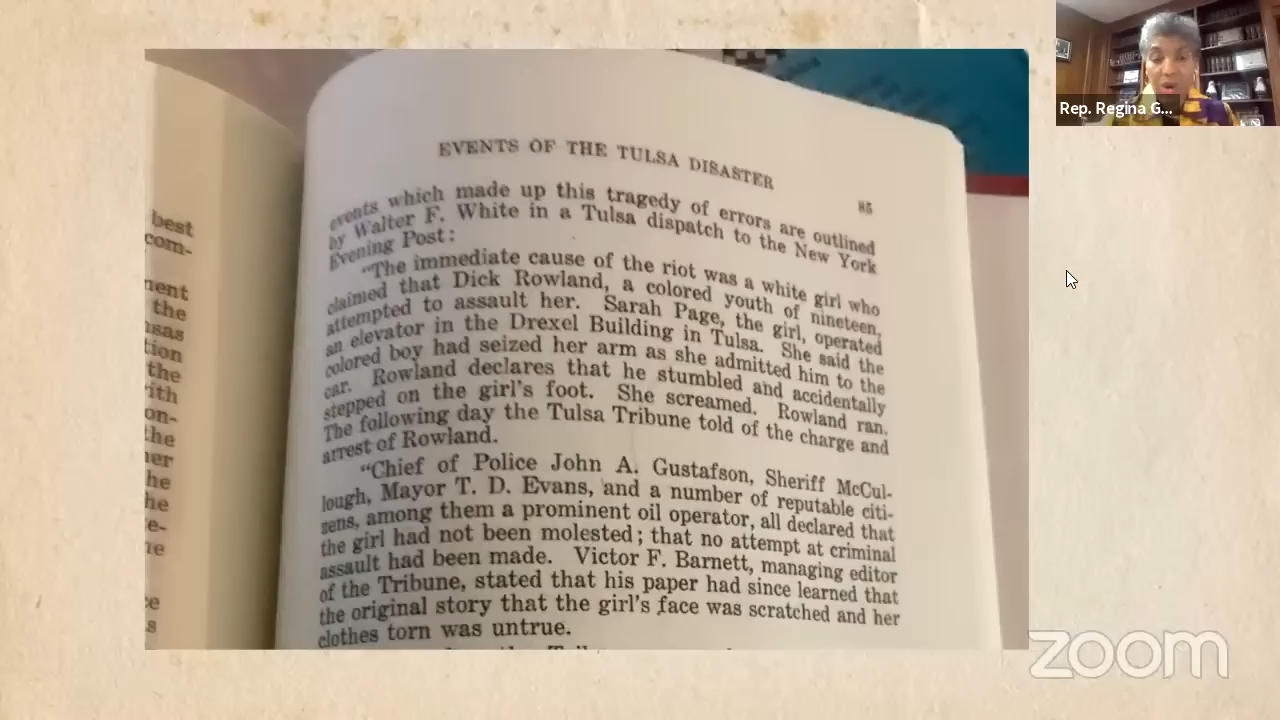 Rep. Regina G...
EVENTS OF THE TULSA DISASTER
85
events which made up this tragedy of errors are outlined
by Walter F. White in a Tulsa dispatch to the New York
Evening Post:
"The immediate cause of the riot was a white girl who
claimed that Dick Rowland, a colored youth of nineteen,
attempted to assault her. Sarah Page, the girl, operated
an elevator in the Drexel Building in Tulsa. She said the
colored boy had seized her arm as she admitted him to the
car. Rowland declares that he stumbled and accidentally
stepped on the girl's foot. She screamed. Rowland ran.
The following day the Tulsa Tribune told of the charge and
arrest of Rowland.
"Chief of Police John A. Gustafson, Sheriff McCul-
lough, Mayor T. D. Evans, and a number of reputable citi-
zens, among them a prominent oil operator, all declared that
the girl had not been molested; that no attempt at criminal
assault had been made. Victor F. Barnett, managing editor
of the Tribune, stated that his paper had since learned that
the original story that the girl's face was scratched and her
clothes torn was untrue.
best
com-
the
the
the
zoom